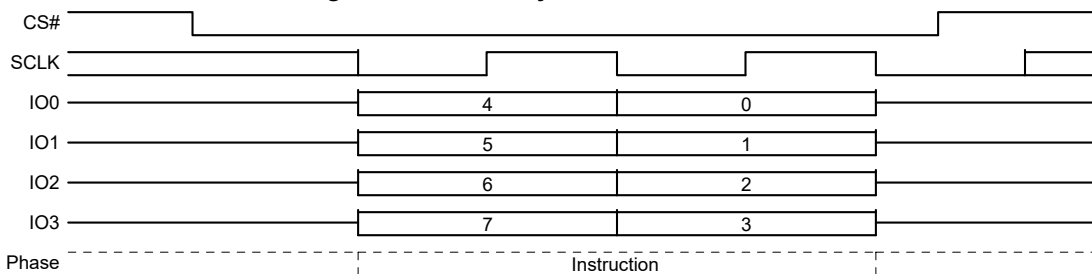 CS#
SCLK
IO0 4 0
IO1 5 1
IO2 6 2
IO3 7 3
Phase Instruction